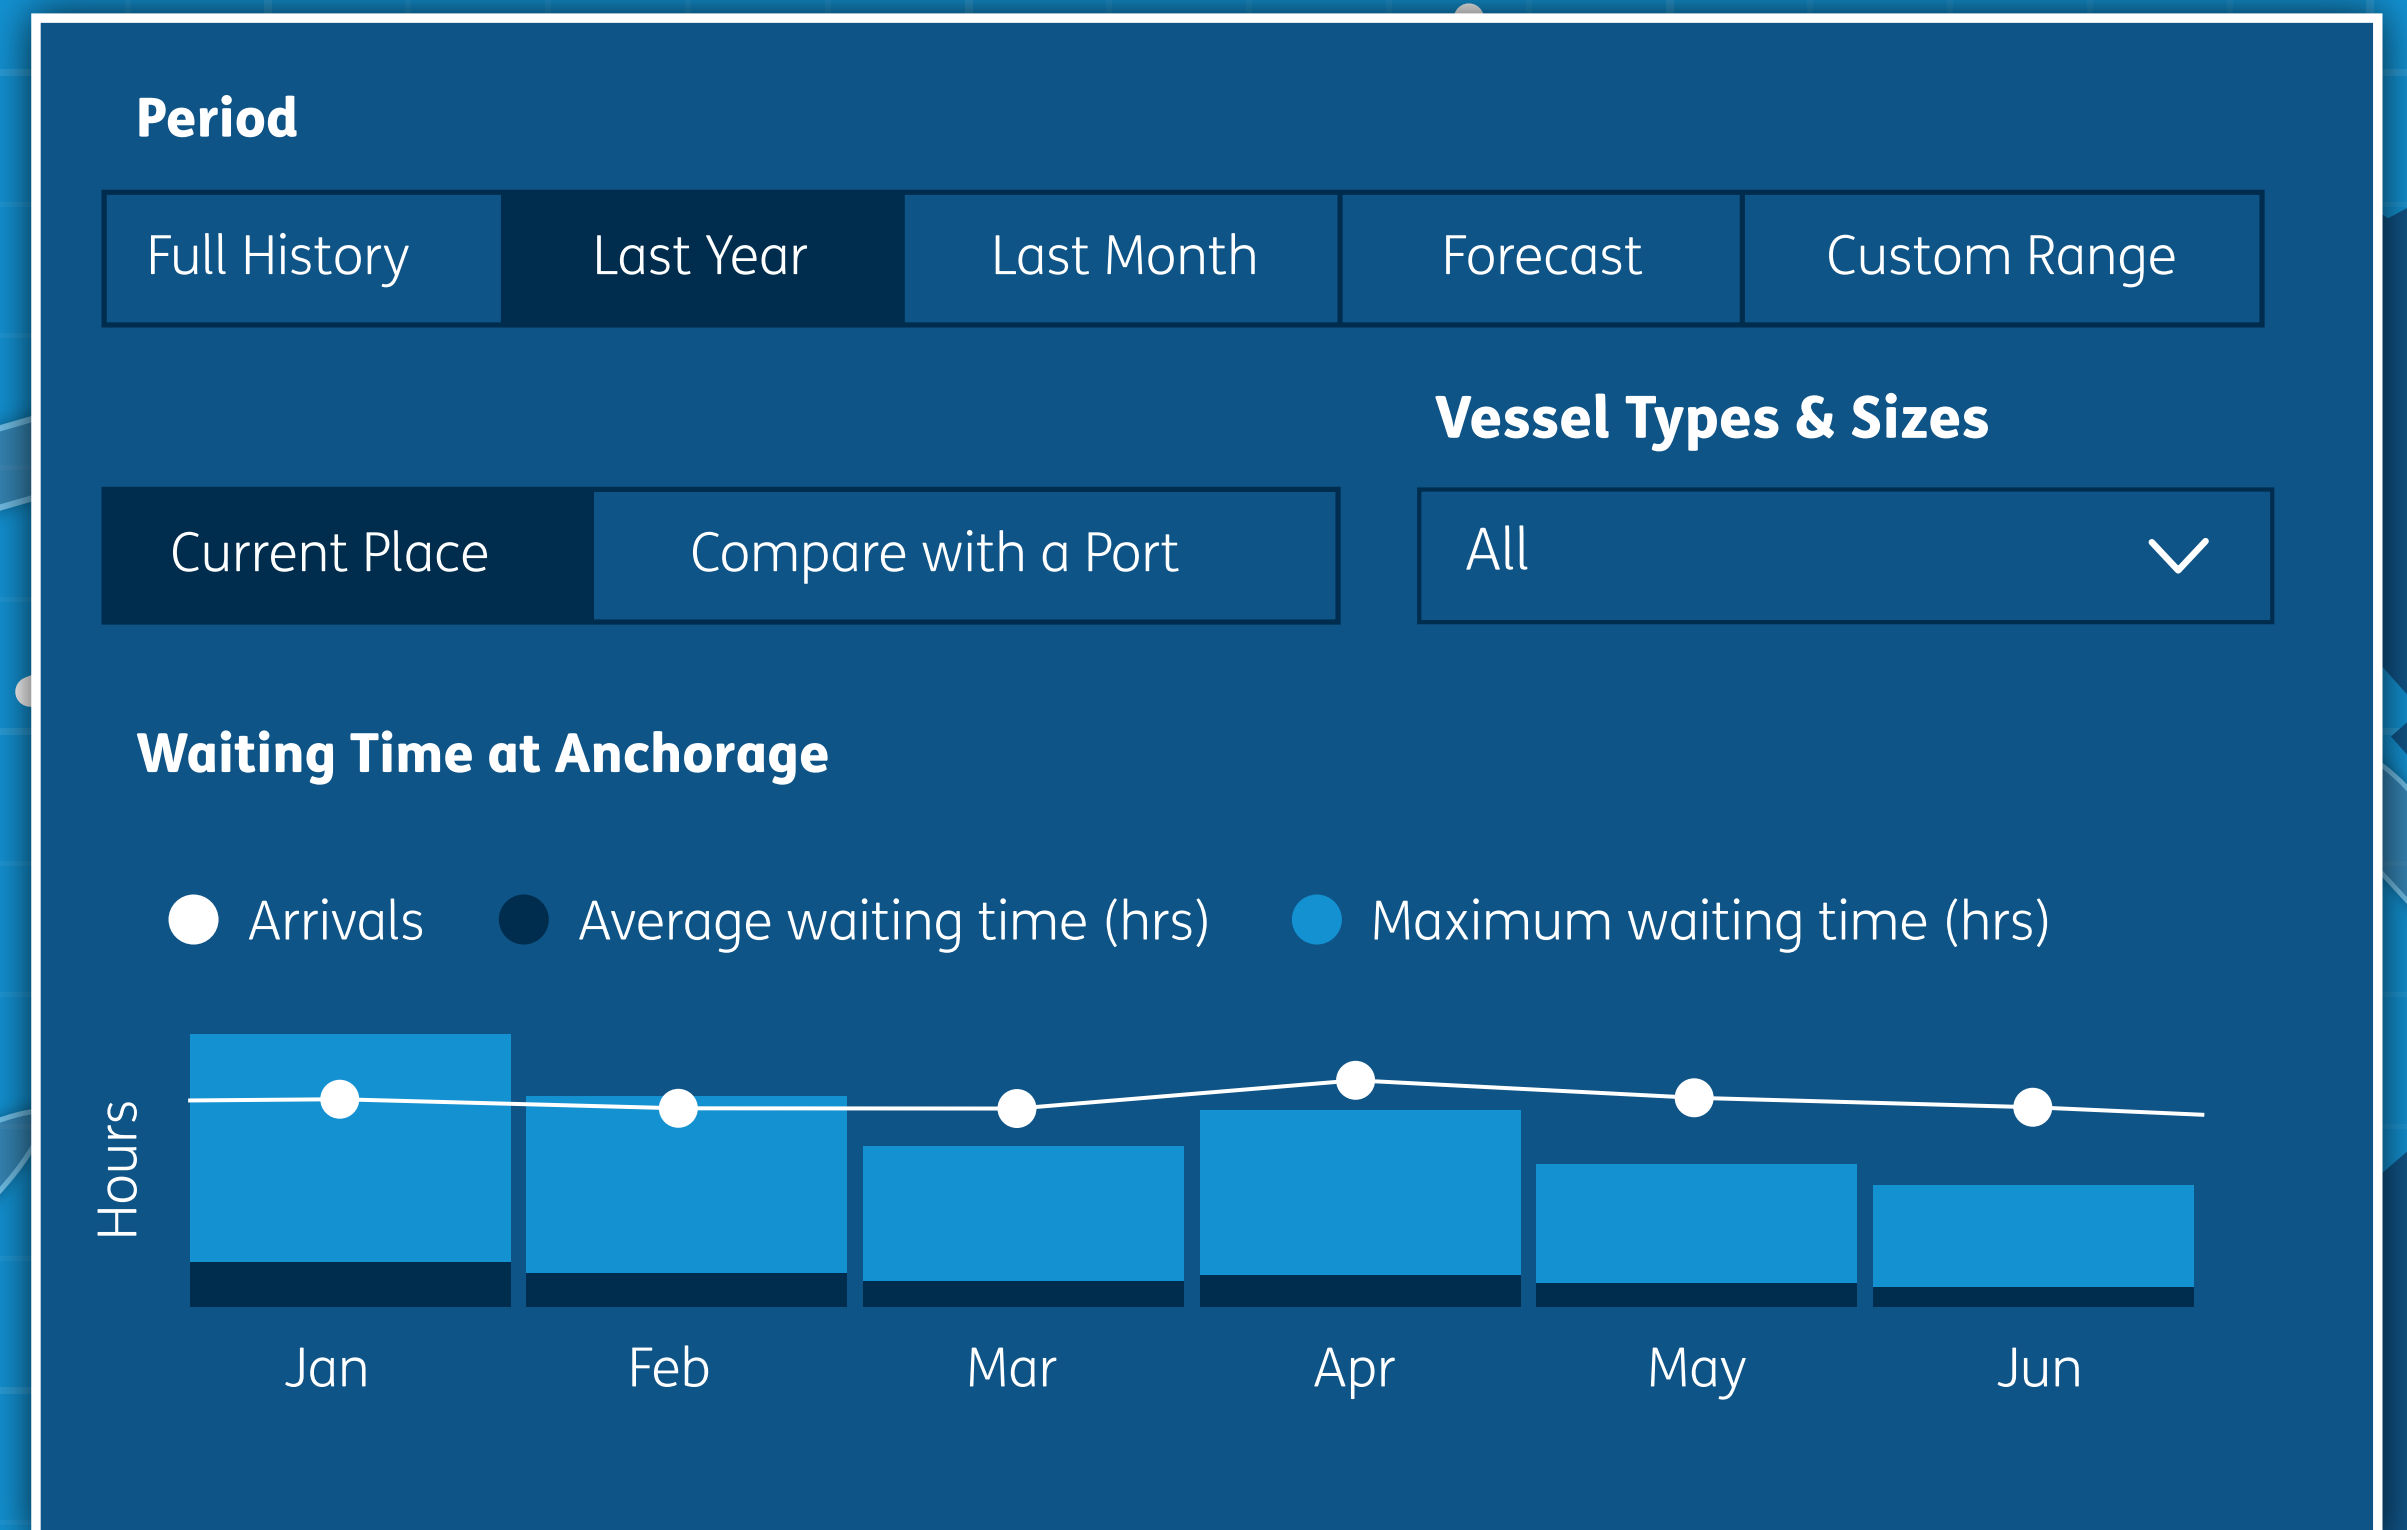 Period
Full History Last Year Last Month Forecast Custom Range
Vessel Types & Sizes
Current Place Compare with a Port All
Waiting Time at Anchorage
Arrivals Average waiting time (hrs) Maximum waiting time (hrs)
Hours
Jan Feb Mar Apr May Jun